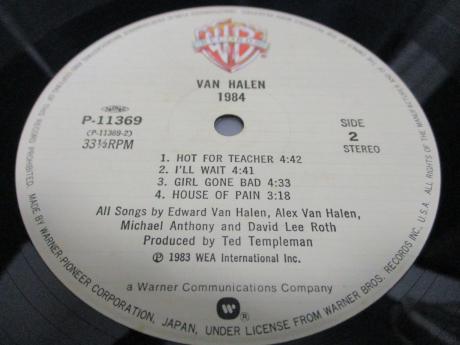 VAN HALEN
1984
P-11369
(P-11369-2)
33⅓RPM
SIDE
2
STEREO
1. HOT FOR TEACHER 4:42
2. I'LL WAIT 4:41
3. GIRL GONE BAD 4:33
4. HOUSE OF PAIN 3:18
All Songs by Edward Van Halen, Alex Van Halen,
Michael Anthony and David Lee Roth
Produced by Ted Templeman
℗ 1983 WEA International Inc.
a Warner Communications Company
®
MADE BY WARNER-PIONEER CORPORATION, JAPAN, UNDER LICENSE FROM WARNER BROS. RECORDS INC., U.S.A. ALL RIGHTS OF THE